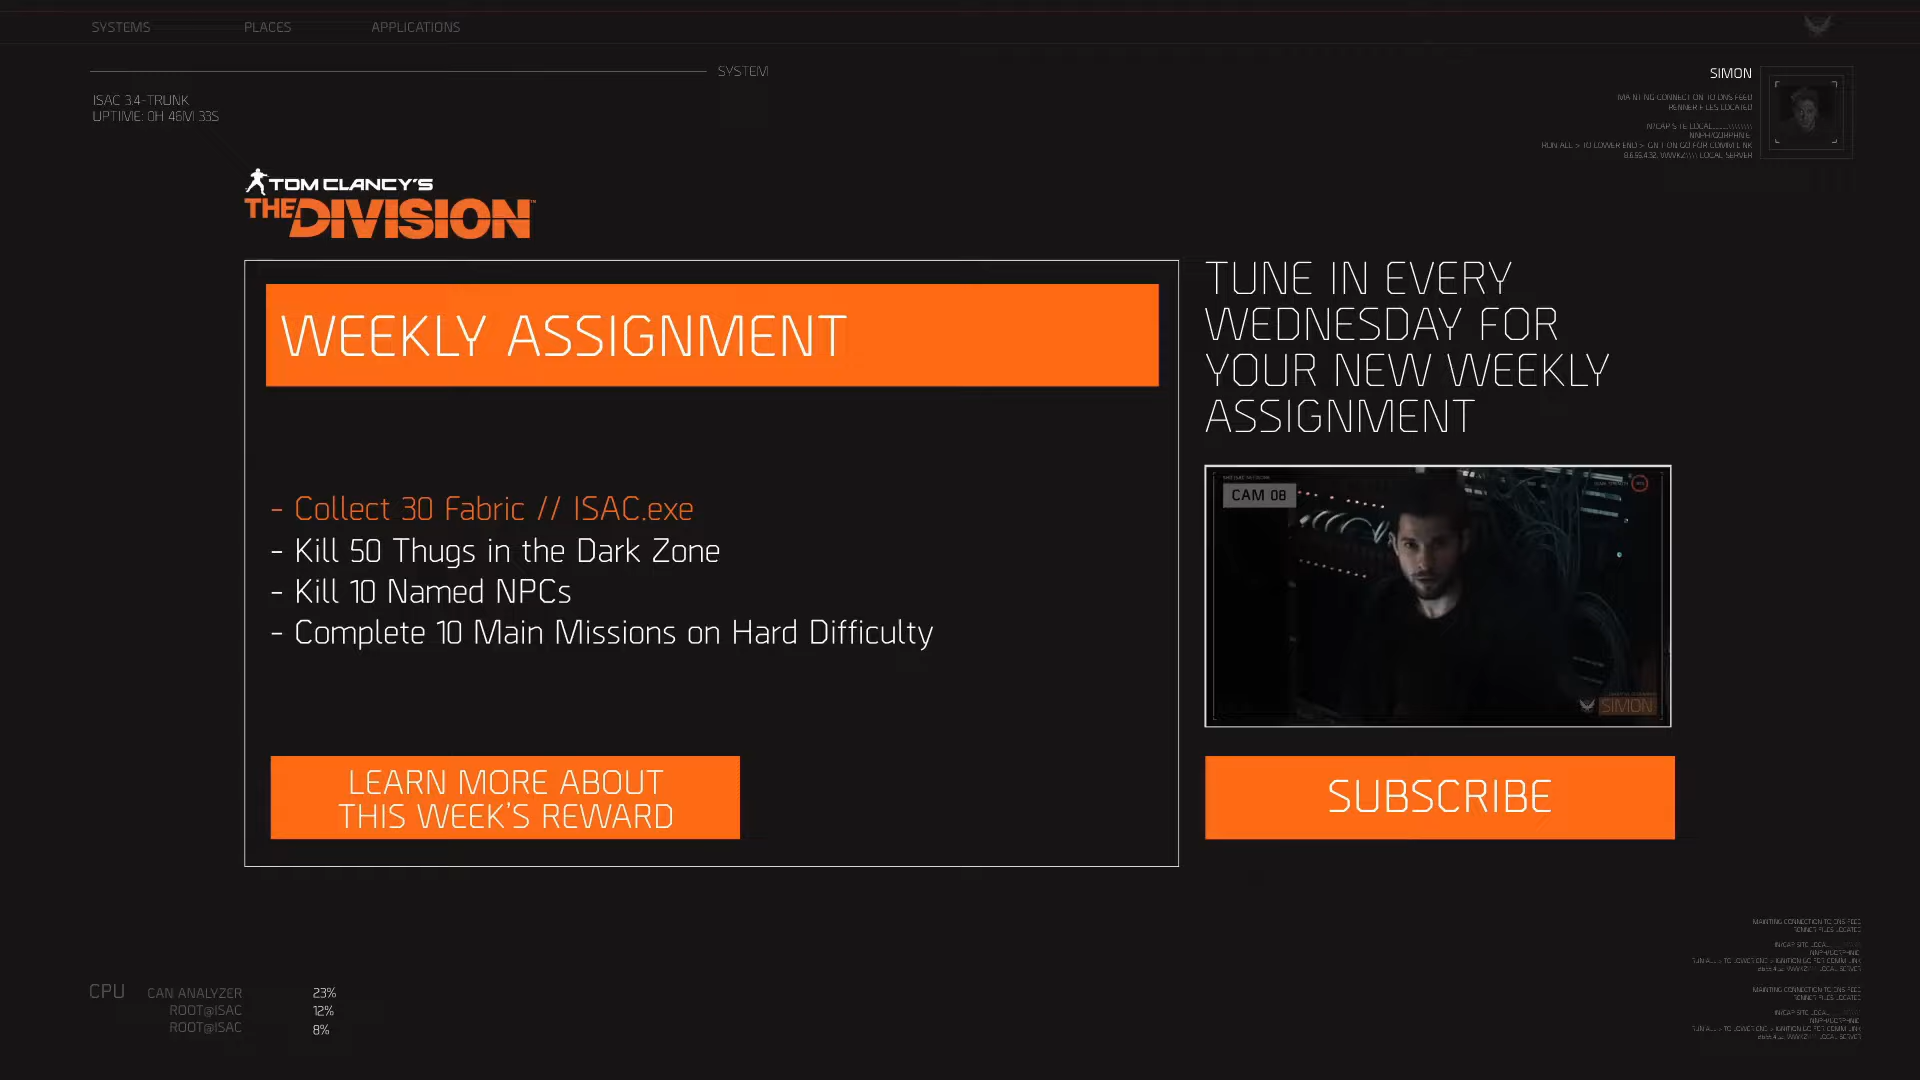 SYSTEMS PLACES APPLICATIONS
SYSTEM
ISAC 3.4-TRUNK
UPTIME: 0H 46M 33S
SIMON
RENNER FILES LOCATED
TOM CLANCY'S
THE DIVISION
WEEKLY ASSIGNMENT
- Collect 30 Fabric // ISAC.exe
- Kill 50 Thugs in the Dark Zone
- Kill 10 Named NPCs
- Complete 10 Main Missions on Hard Difficulty
LEARN MORE ABOUT
THIS WEEK'S REWARD
TUNE IN EVERY
WEDNESDAY FOR
YOUR NEW WEEKLY
ASSIGNMENT
CAM 08
SIMON
SUBSCRIBE
CPU CAN ANALYZER 23%
ROOT@ISAC 12%
ROOT@ISAC 8%